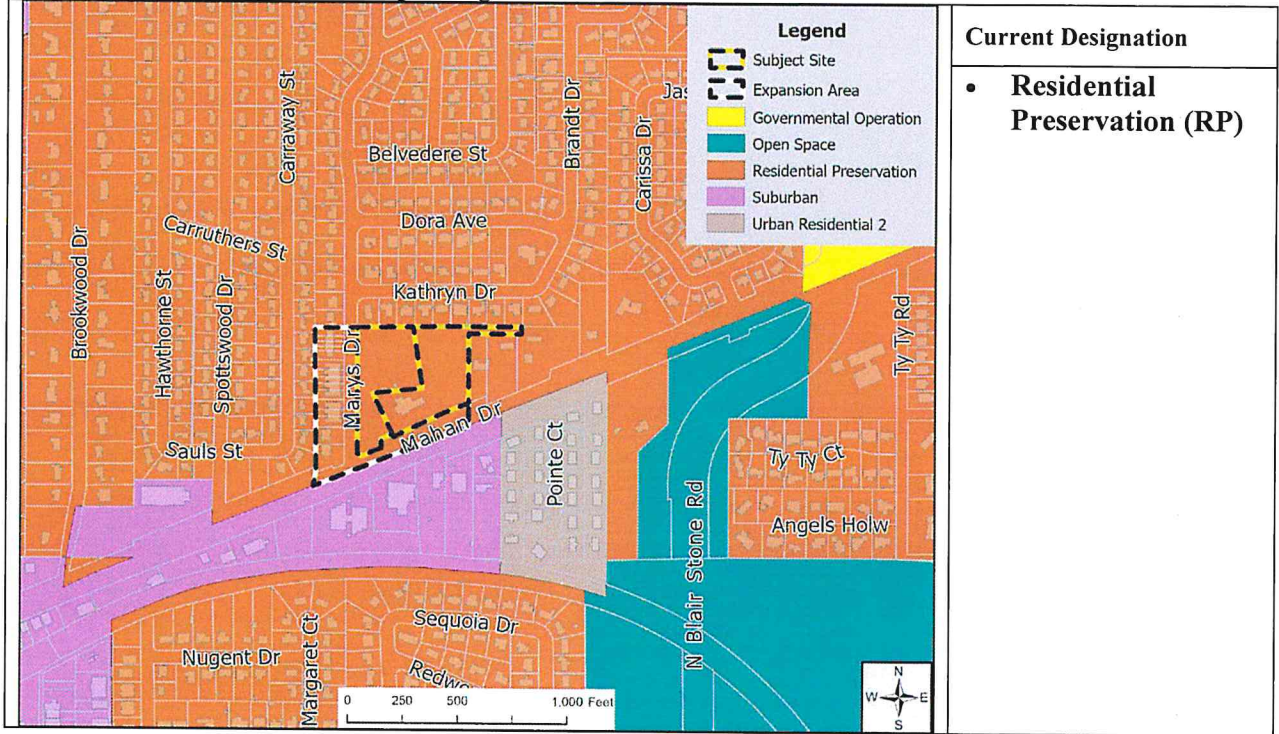 Legend
Subject Site
Expansion Area
Governmental Operation
Open Space
Residential Preservation
Suburban
Urban Residential 2
Current Designation
• Residential
Preservation (RP)
Carraway St
Belvedere St
Brandt Dr
Carissa Dr
Jas
Dora Ave
Carruthers St
Brookwood Dr
Hawthorne St
Spottswood Dr
Kathryn Dr
Marys Dr
Mahan Dr
Sauls St
Pointe Ct
Ty Ty Rd
Ty Ty Ct
Angels Holw
N Blair Stone Rd
Sequoia Dr
Nugent Dr
Margaret Ct
Redwo
0 250 500 1,000 Feet
N
W E
S